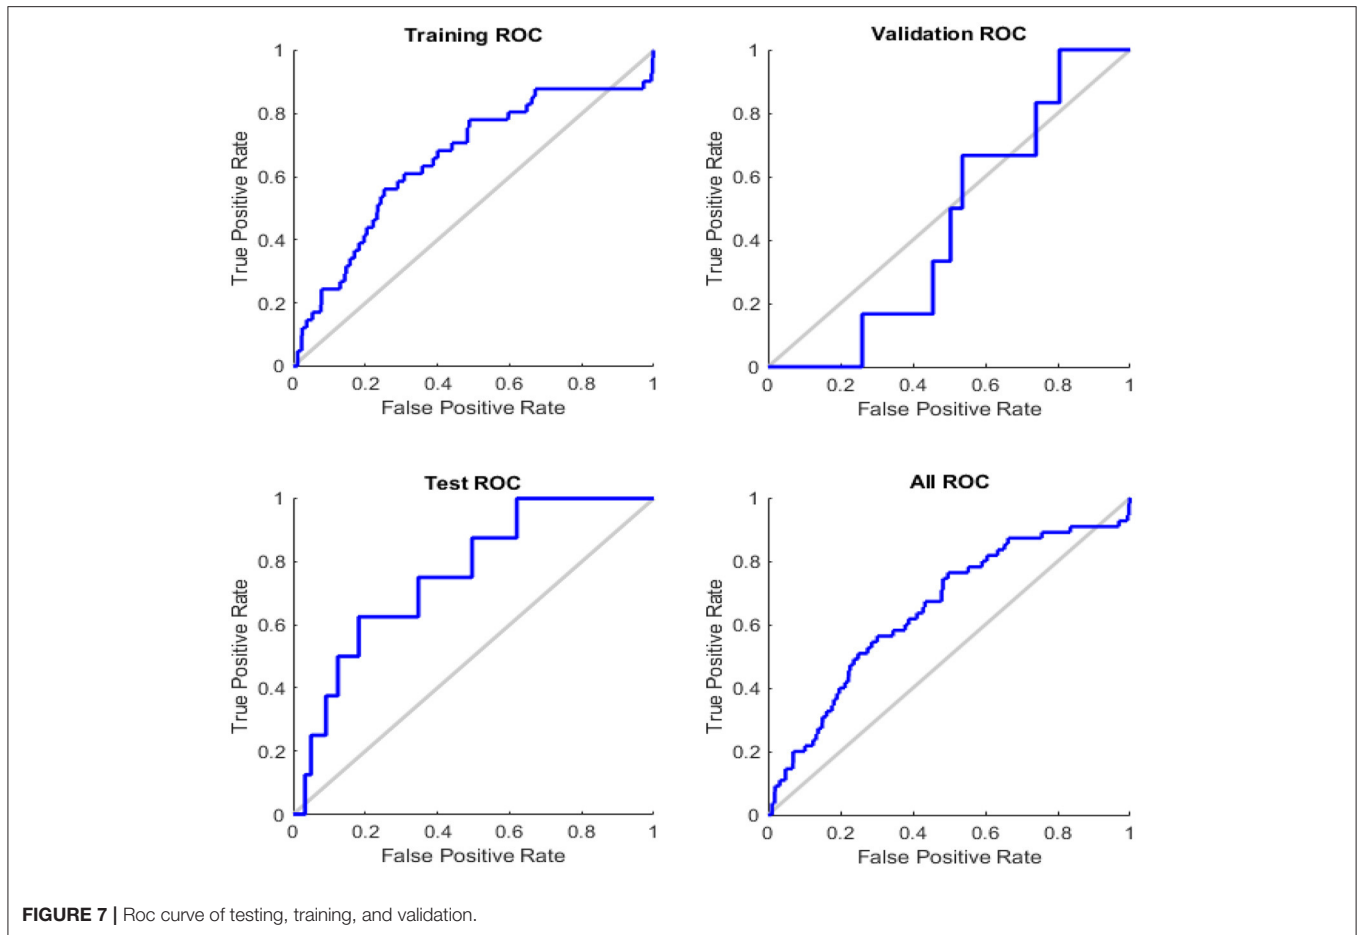 Training ROC
1
0.8
0.6
0.4
0.2
0
True Positive Rate
0 0.2 0.4 0.6 0.8 1
False Positive Rate
Validation ROC
1
0.8
0.6
0.4
0.2
0
True Positive Rate
0 0.2 0.4 0.6 0.8 1
False Positive Rate
Test ROC
1
0.8
0.6
0.4
0.2
0
True Positive Rate
0 0.2 0.4 0.6 0.8 1
False Positive Rate
All ROC
1
0.8
0.6
0.4
0.2
0
True Positive Rate
0 0.2 0.4 0.6 0.8 1
False Positive Rate
FIGURE 7 | Roc curve of testing, training, and validation.